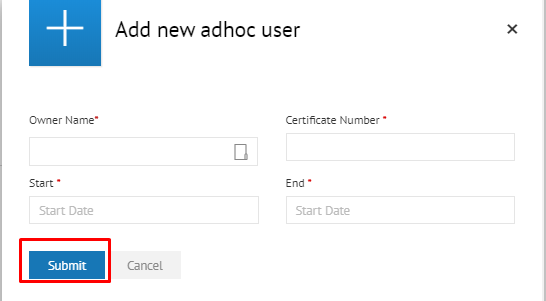 Add new adhoc user
×
Owner Name*
Certificate Number *
Start *
End *
Start Date
Start Date
Submit
Cancel